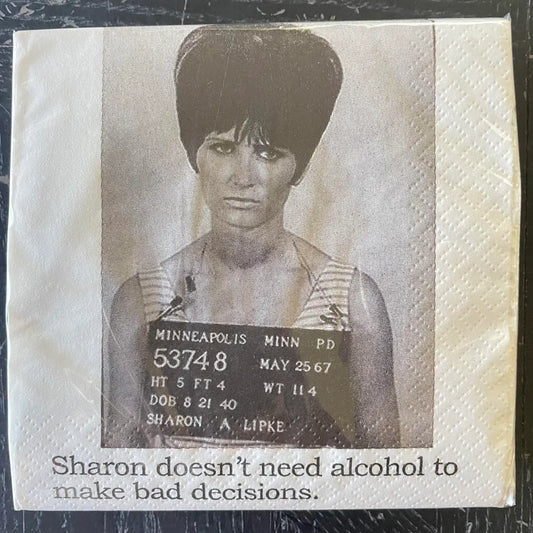 MINNEAPOLIS MINN PD
53748 MAY 25 67
HT 5 FT 4 WT 114
DOB 8 21 40
SHARON A LIPKE
Sharon doesn't need alcohol to
make bad decisions.